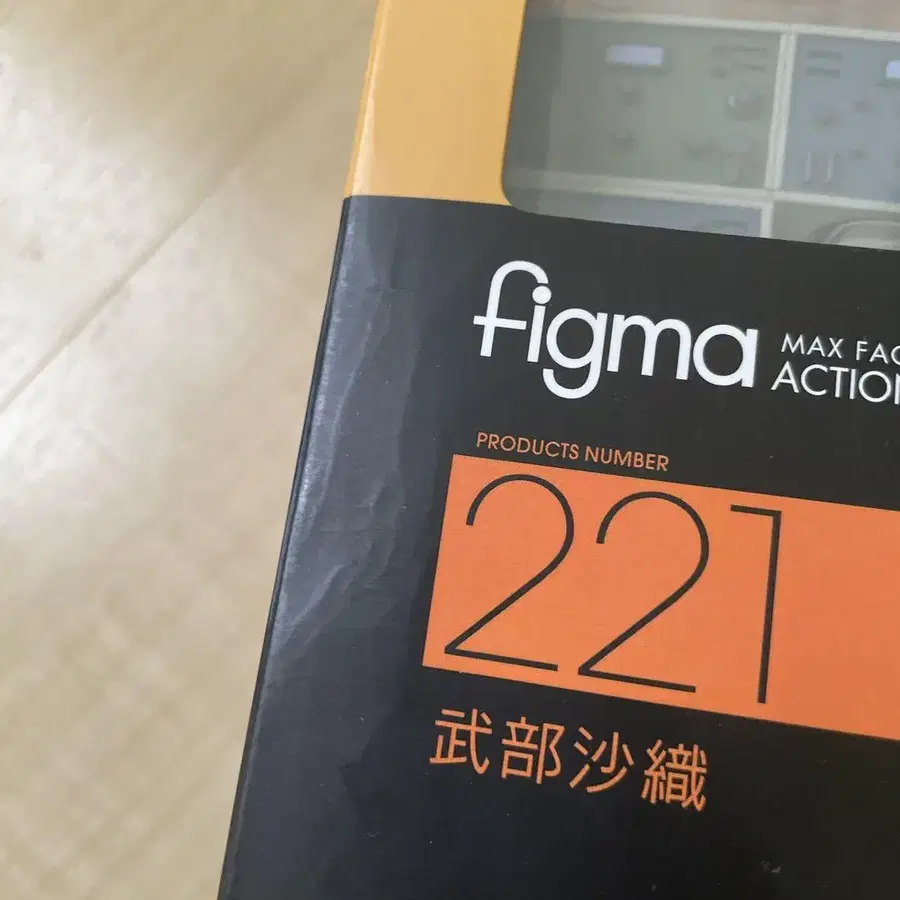 figma
MAX FAC
ACTION
PRODUCTS NUMBER
221
武部沙織